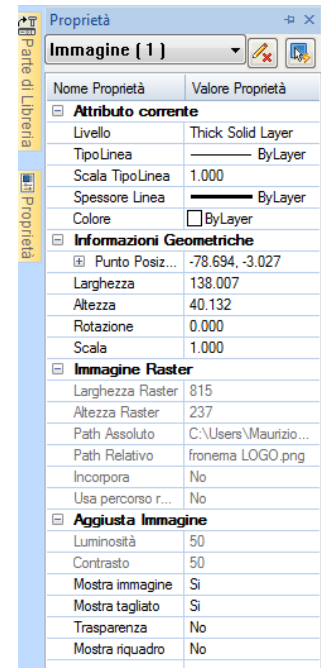 Proprietà
Immagine ( 1 )
Parte di Libreria
Proprietà
Nome Proprietà Valore Proprietà
Attributo corrente
Livello Thick Solid Layer
TipoLinea ByLayer
Scala TipoLinea 1.000
Spessore Linea ByLayer
Colore ByLayer
Informazioni Geometriche
Punto Posiz... -78.694, -3.027
Larghezza 138.007
Altezza 40.132
Rotazione 0.000
Scala 1.000
Immagine Raster
Larghezza Raster 815
Altezza Raster 237
Path Assoluto C:\Users\Maurizio...
Path Relativo fronema LOGO.png
Incorpora No
Usa percorso r... No
Aggiusta Immagine
Luminosità 50
Contrasto 50
Mostra immagine Si
Mostra tagliato Si
Trasparenza No
Mostra riquadro No